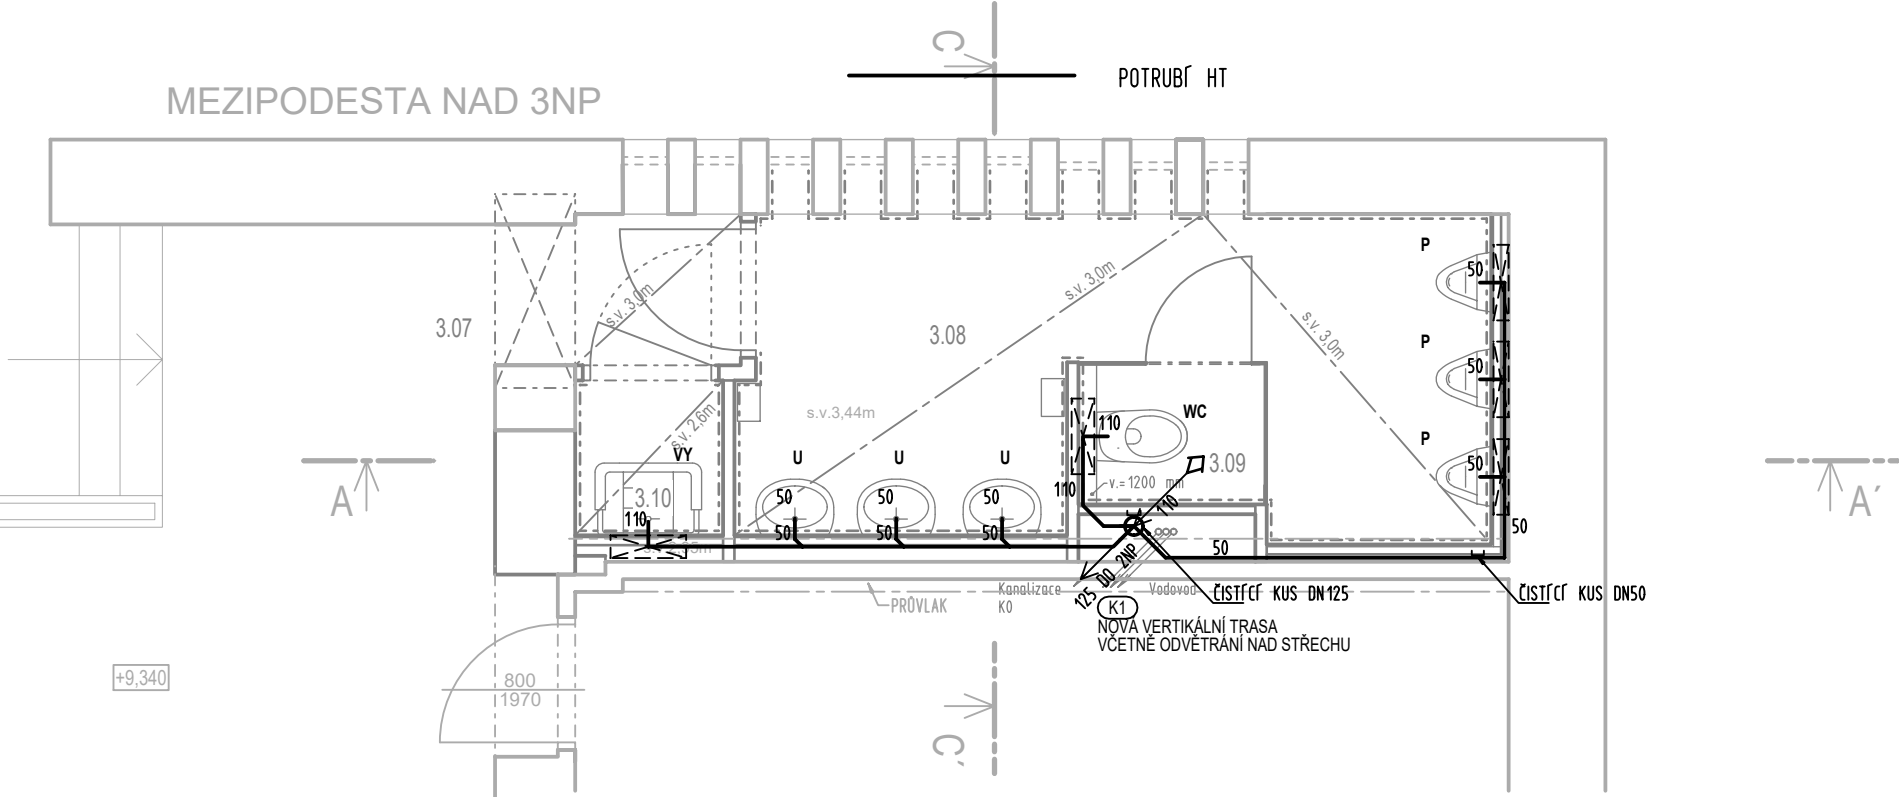 C
POTRUBÍ HT
MEZIPODESTA NAD 3NP
P
50
s.v. 3,0m
s.v. 3,0m
s.v. 3,0m
3.07
3.08
P
50
s.v.3,44m
s.v. 2,6m
WC
110
P
50
VY
U
U
U
3.09
A
A´
v.= 1200 mm
110
110
3.10
50
50
50
110
50
50
50
50
50
125 DO 2NP
Kanalizace
K0
Vodovod
PRŮVLAK
ČISTÍCÍ KUS DN125
ČISTÍCÍ KUS DN50
K1
NOVÁ VERTIKÁLNÍ TRASA
VČETNĚ ODVĚTRÁNÍ NAD STŘECHU
+9,340
800
1970
C´